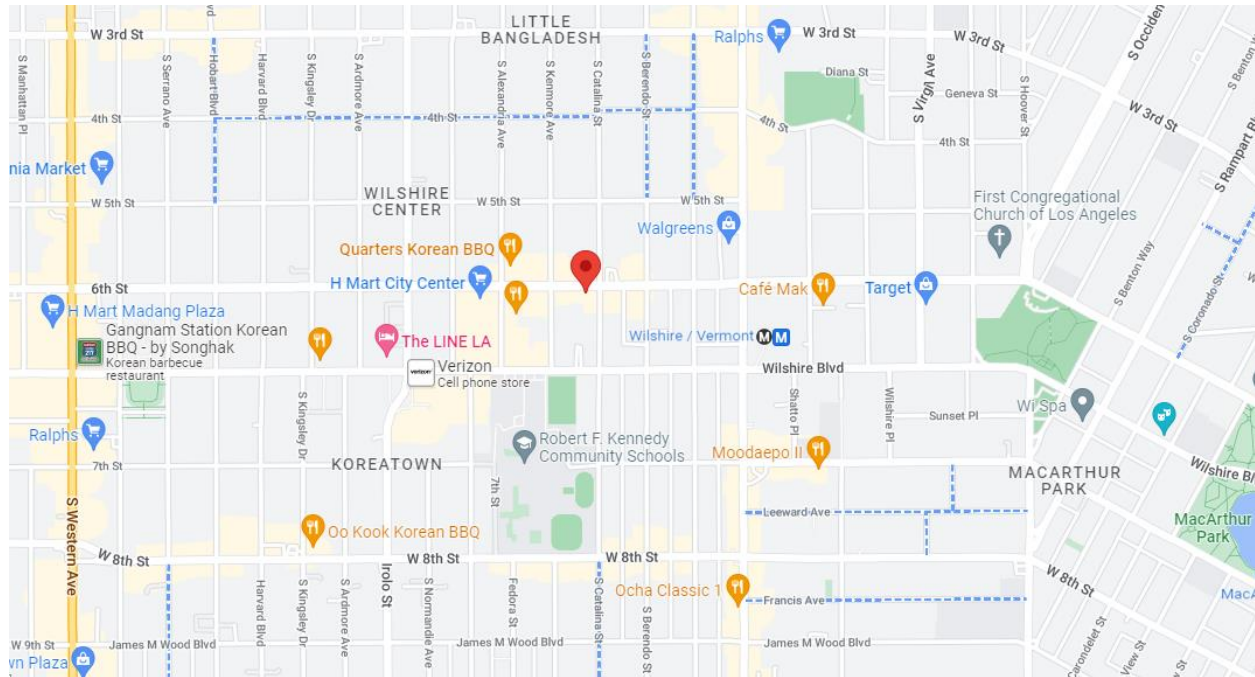 LITTLE
BANGLADESH
W 3rd St
Ralphs
W 3rd St
W 3rd St
W 3rd St
S Manhattan Pl
S Serrano Ave
Hobart Blvd
Harvard Blvd
S Kingsley Dr
S Ardmore Ave
S Alexandria Ave
S Kenmore Ave
S Catalina St
S Berendo St
Diana St
Geneva St
S Virgil Ave
S Hoover St
S Occiden
S Benton W
S Rampart B
4th St
4th St
4th St
4th St
nia Market
WILSHIRE
CENTER
W 5th St
W 5th St
W 5th St
First Congregational
Church of Los Angeles
Walgreens
Quarters Korean BBQ
H Mart City Center
6th St
6th St
Café Mak
Target
S Benton Way
S Coronado St
H Mart Madang Plaza
Gangnam Station Korean
BBQ - by Songhak
Korean barbecue
restaurant
The LINE LA
Wilshire / Vermont
M
M
verizon
Verizon
Cell phone store
Wilshire Blvd
Ralphs
S Kingsley Dr
Shatto Pl
Wilshire Pl
Sunset Pl
Wi Spa
Robert F. Kennedy
Community Schools
Moodaepo II
7th St
7th St
7th St
KOREATOWN
MACARTHUR
PARK
Wilshire Bl
S Western Ave
Leeward Ave
MacArthur
Park
Oo Kook Korean BBQ
W 8th St
W 8th St
W 8th St
W 8th St
Harvard Blvd
S Kingsley Dr
S Ardmore Ave
Irolo St
S Normandie Ave
Fedora St
S Catalina St
S Berendo St
Ocha Classic 1
Francis Ave
MacA
W 9th St
James M Wood Blvd
James M Wood Blvd
James M Wood Blvd
Carondelet St
View St
View St
wn Plaza